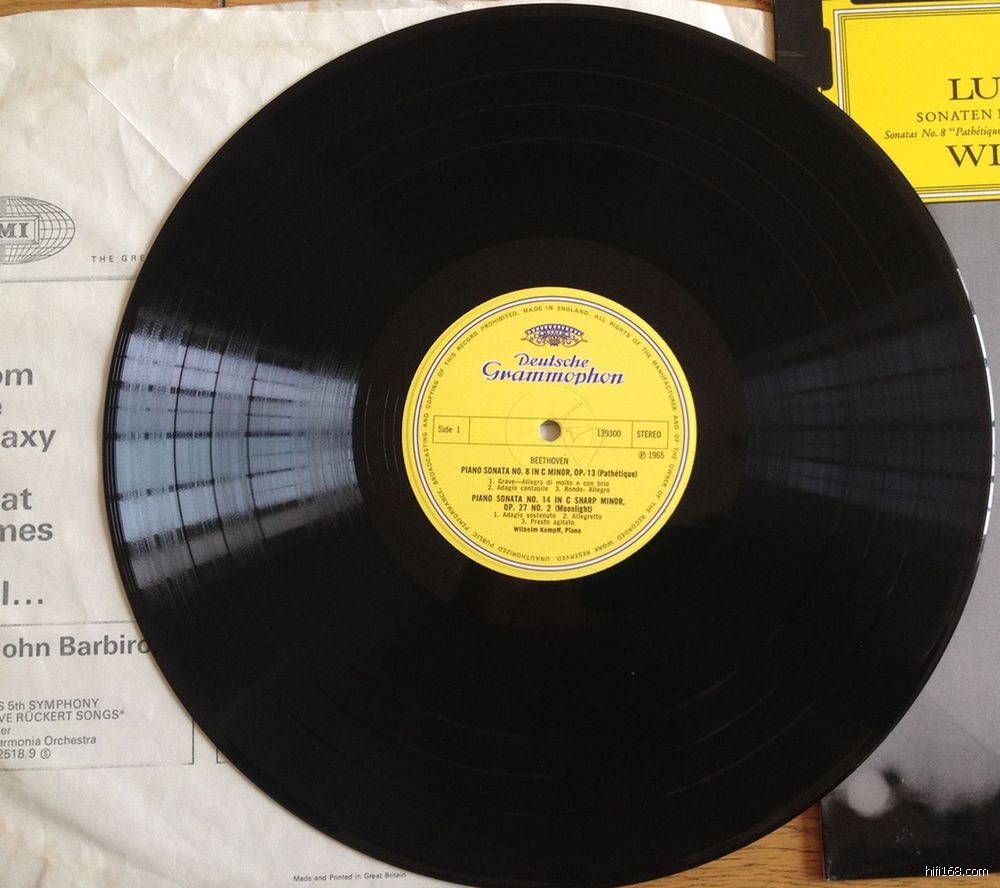 MI
THE GRE
om
axy
at
mes
l...
ohn Barbiro
S 5th SYMPHONY
VE RÜCKERT SONGS*
er
armonia Orchestra
2518/9 Ⓢ
Made and Printed in Great Britain
LU
SONATEN
Sonatas No. 8 "Pathétique
WI
MADE IN ENGLAND. ALL RIGHTS OF THE MANUFACTURER AND OF THE OWNER OF THE RECORDED WORK RESERVED. UNAUTHORIZED PUBLIC PERFORMANCE, BROADCASTING AND COPYING OF THIS RECORD PROHIBITED.
Deutsche
Grammophon
Side 1 139300 STEREO
Ⓟ 1965
BEETHOVEN
PIANO SONATA NO. 8 IN C MINOR, OP. 13 (Pathétique)
1. Grave—Allegro di molto e con brio
2. Adagio cantabile 3. Rondo: Allegro
PIANO SONATA NO. 14 IN C SHARP MINOR,
OP. 27 NO. 2 (Moonlight)
1. Adagio sostenuto 2. Allegretto
3. Presto agitato
Wilhelm Kempff, Piano
hifi168.com